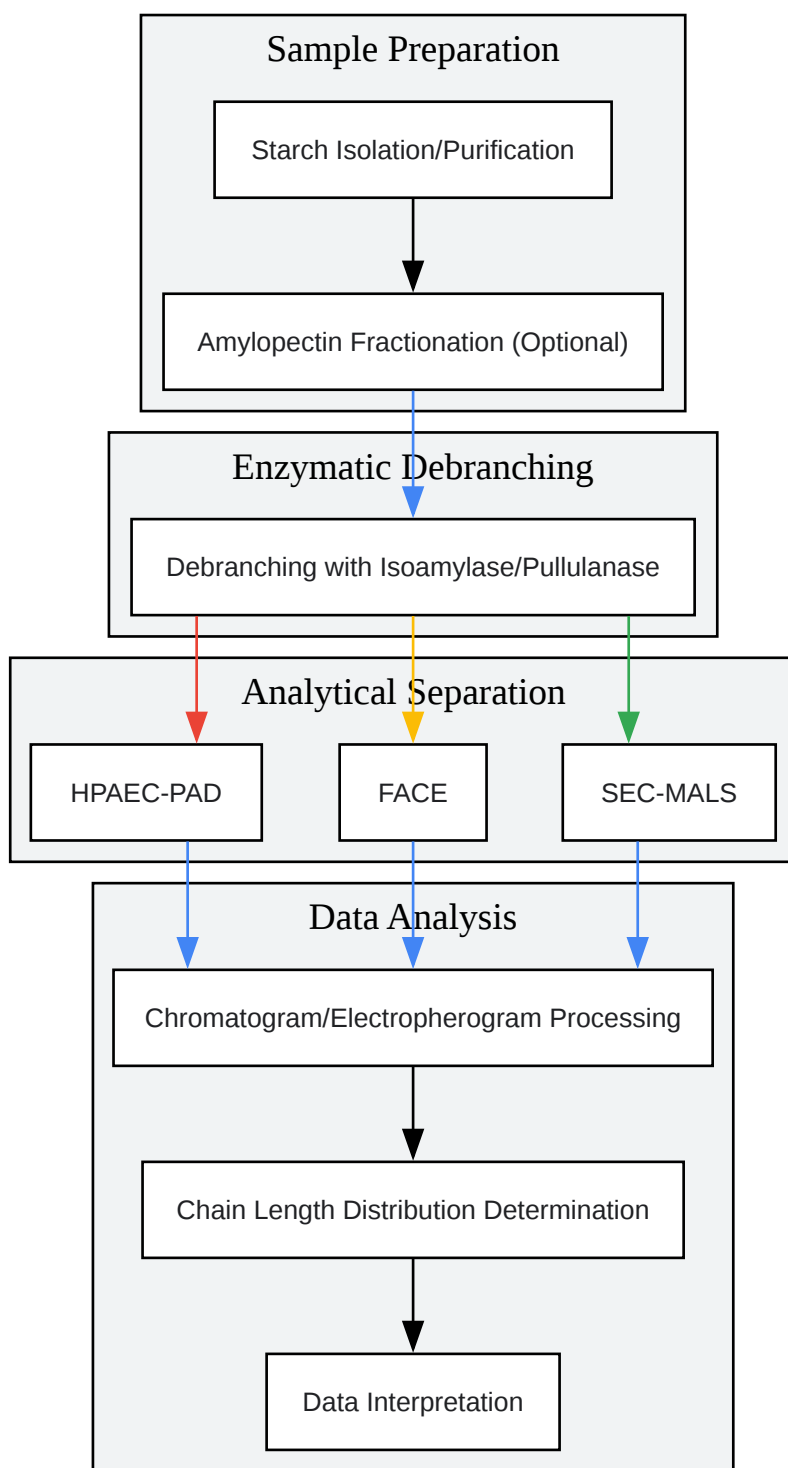 Sample Preparation
Starch Isolation/Purification
Amylopectin Fractionation (Optional)
Enzymatic Debranching
Debranching with Isoamylase/Pullulanase
Analytical Separation
HPAEC-PAD
FACE
SEC-MALS
Data Analysis
Chromatogram/Electropherogram Processing
Chain Length Distribution Determination
Data Interpretation